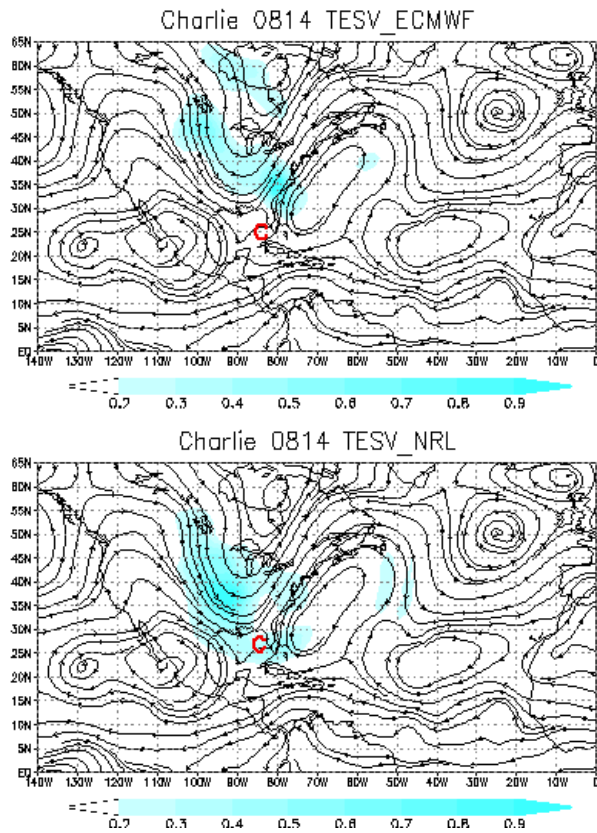 Charlie 0814 TESV_ECMWF
65N
60N
55N
50N
45N
40N
35N
30N
25N
20N
15N
10N
5N
EQ
C
140W 120W 110W 100W 90W 80W 70W 60W 50W 40W 30W 20W 10W 0
0.2 0.3 0.4 0.5 0.6 0.7 0.8 0.9
Charlie 0814 TESV_NRL
65N
60N
55N
50N
45N
40N
35N
30N
25N
20N
15N
10N
5N
EQ
C
140W 120W 110W 100W 90W 80W 70W 60W 50W 40W 30W 20W 10W 0
0.2 0.3 0.4 0.5 0.6 0.7 0.8 0.9